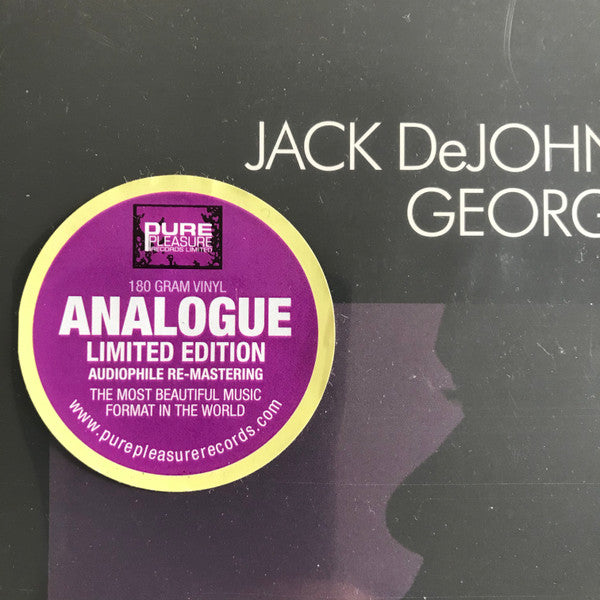 JACK DeJOHN
GEORG
PURE
PLEASURE
RECORDS LIMITED
180 GRAM VINYL
ANALOGUE
LIMITED EDITION
AUDIOPHILE RE-MASTERING
THE MOST BEAUTIFUL MUSIC
FORMAT IN THE WORLD
www.purepleasurerecords.com